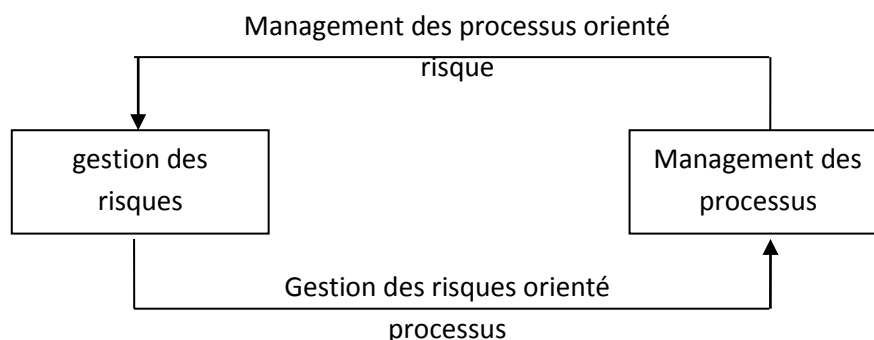 Management des processus orienté
risque
gestion des
risques
Management des
processus
Gestion des risques orienté
processus